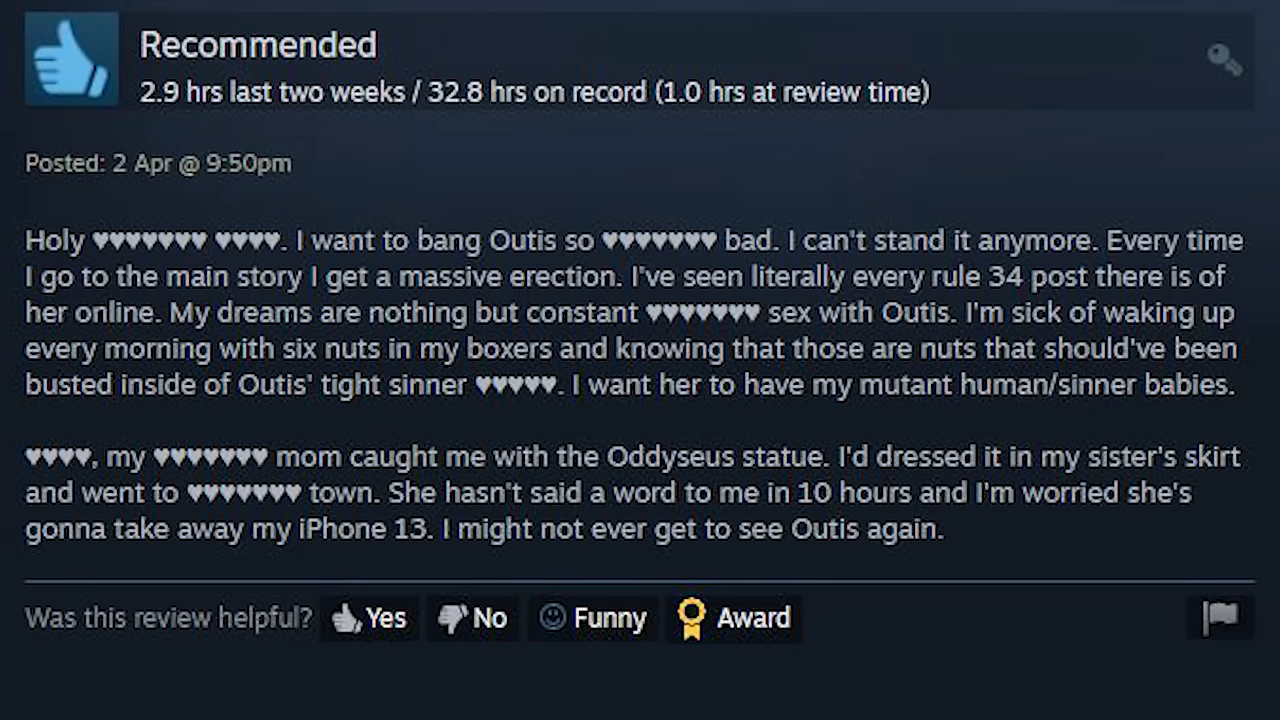 Recommended
2.9 hrs last two weeks / 32.8 hrs on record (1.0 hrs at review time)
Posted: 2 Apr @ 9:50pm
Holy ♥♥♥♥♥♥♥ ♥♥♥♥. I want to bang Outis so ♥♥♥♥♥♥♥ bad. I can't stand it anymore. Every time
I go to the main story I get a massive erection. I've seen literally every rule 34 post there is of
her online. My dreams are nothing but constant ♥♥♥♥♥♥♥ sex with Outis. I'm sick of waking up
every morning with six nuts in my boxers and knowing that those are nuts that should've been
busted inside of Outis' tight sinner ♥♥♥♥♥. I want her to have my mutant human/sinner babies.
♥♥♥♥, my ♥♥♥♥♥♥♥ mom caught me with the Oddyseus statue. I'd dressed it in my sister's skirt
and went to ♥♥♥♥♥♥♥ town. She hasn't said a word to me in 10 hours and I'm worried she's
gonna take away my iPhone 13. I might not ever get to see Outis again.
Was this review helpful? Yes No Funny Award